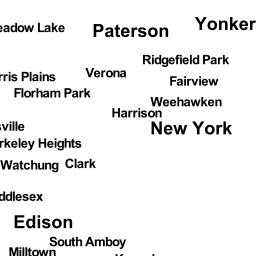 Yonker
eadow Lake
Paterson
Ridgefield Park
Verona
rris Plains
Fairview
Florham Park
Weehawken
Harrison
sville
New York
rkeley Heights
Watchung
Clark
ddlesex
Edison
South Amboy
Milltown